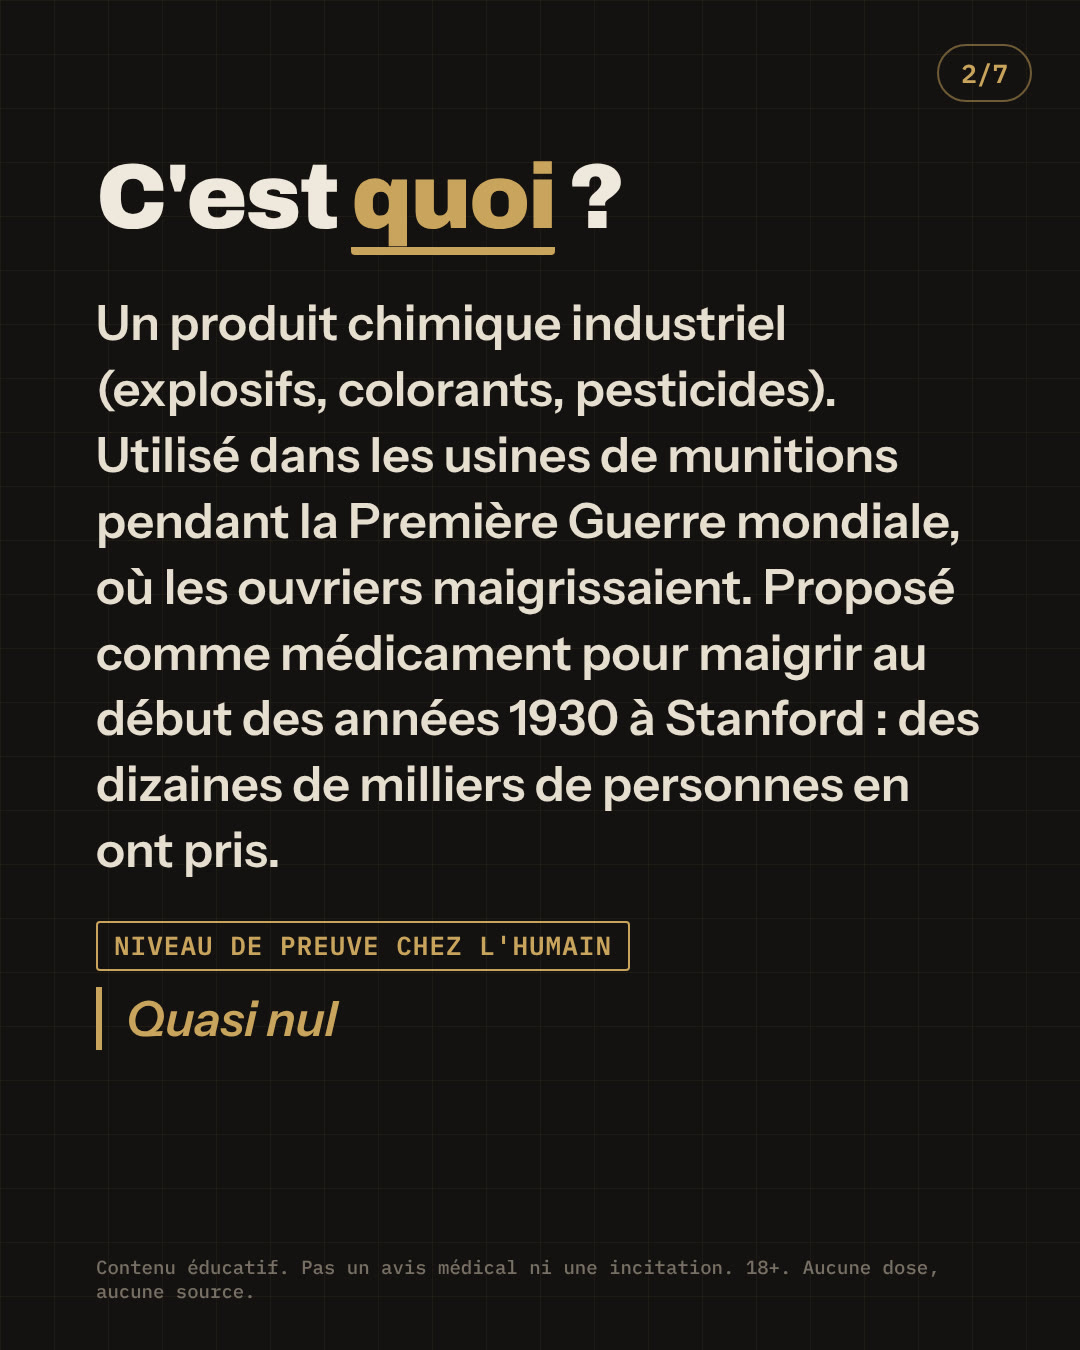 2/7
C'est quoi ?
Un produit chimique industriel
(explosifs, colorants, pesticides).
Utilisé dans les usines de munitions
pendant la Première Guerre mondiale,
où les ouvriers maigrissaient. Proposé
comme médicament pour maigrir au
début des années 1930 à Stanford : des
dizaines de milliers de personnes en
ont pris.
NIVEAU DE PREUVE CHEZ L'HUMAIN
Quasi nul
Contenu éducatif. Pas un avis médical ni une incitation. 18+. Aucune dose,
aucune source.